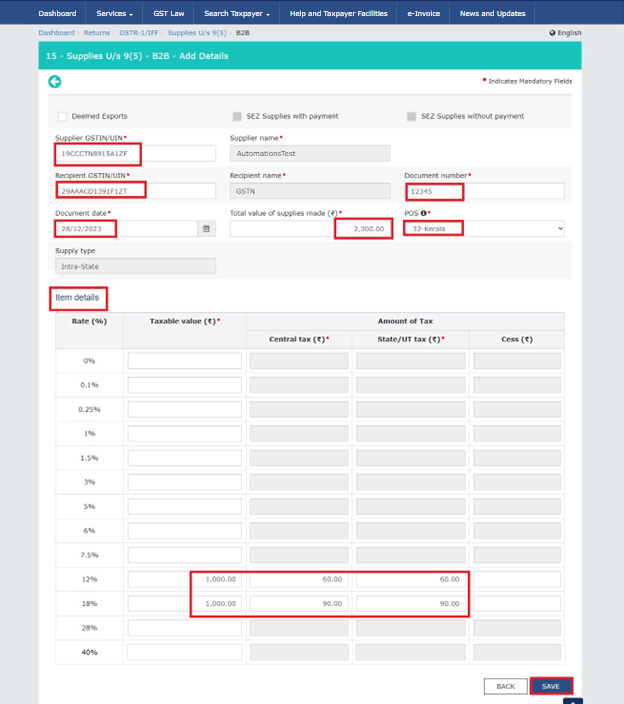 Dashboard Services GST Law Search Taxpayer Help and Taxpayer Facilities e-Invoice News and Updates
Dashboard › Returns › GSTR-1/IFF › Supplies U/s 9(5) › B2B English
15 - Supplies U/s 9(5) - B2B - Add Details
• Indicates Mandatory Fields
Deemed Exports SEZ Supplies with payment SEZ Supplies without payment
Supplier GSTIN/UIN• Supplier name•
19CCCTN8915A1ZF AutomationsTest
Recipient GSTIN/UIN• Recipient name• Document number•
29AAACD1391F1ZT GSTN 12345
Document date• Total value of supplies made (₹)• POS •
28/12/2023 2,300.00 32-Kerala
Supply type
Intra-State
Item details
Rate (%) Taxable value (₹)• Amount of Tax
Central tax (₹)• State/UT tax (₹)• Cess (₹)
0%
0.1%
0.25%
1%
1.5%
3%
5%
6%
7.5%
12% 1,000.00 60.00 60.00
18% 1,000.00 90.00 90.00
28%
40%
BACK SAVE